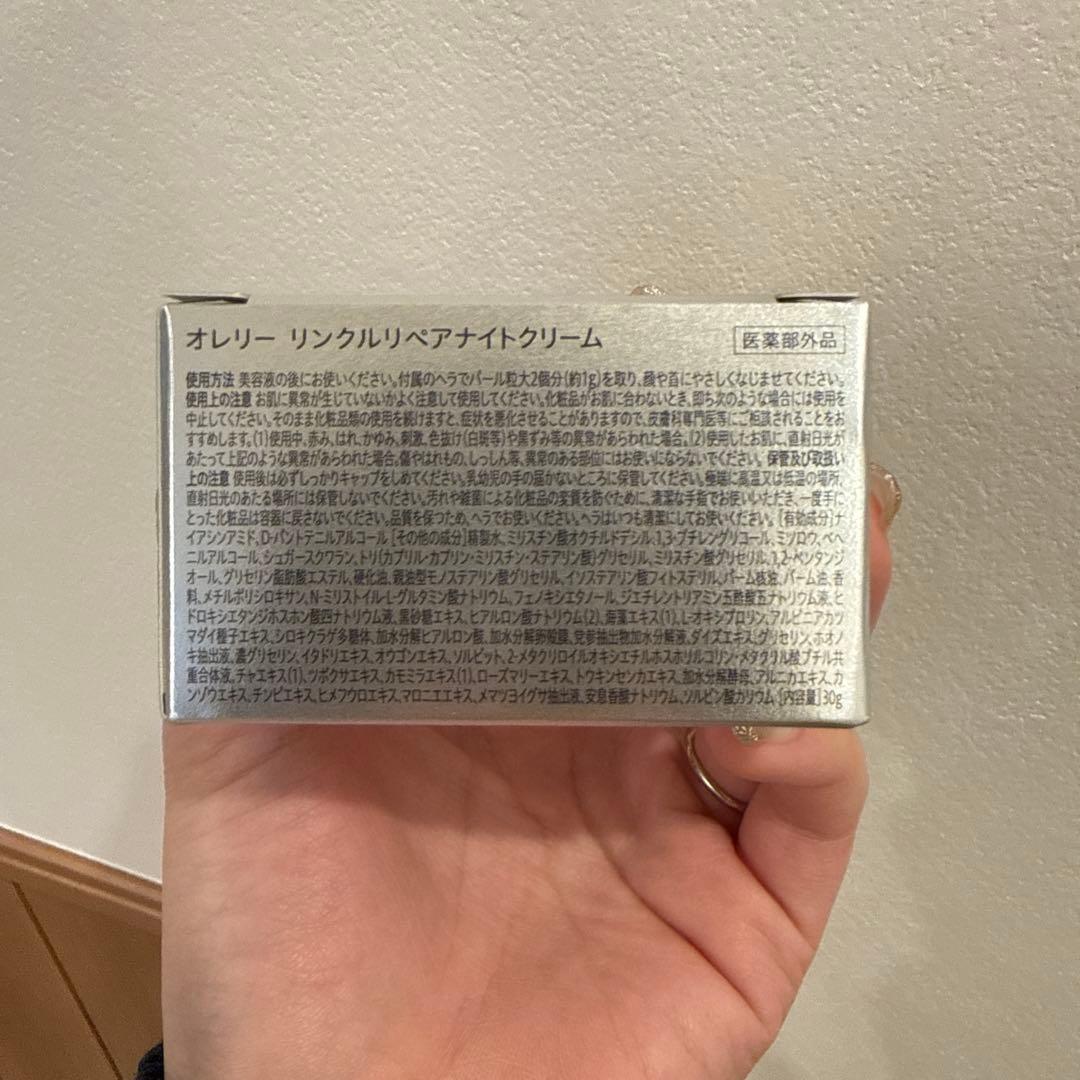 オレリー リンクルリペアナイトクリーム
医薬部外品
使用方法 美容液の後にお使いください。付属のヘラでパール粒大2個分(約1g)を取り、顔や首にやさしくなじませてください。
使用上の注意 お肌に異常が生じていないかよく注意して使用してください。化粧品がお肌に合わないとき、即ち次のような場合には使用を
中止してください。そのまま化粧品類の使用を続けますと、症状を悪化させることがありますので、皮膚科専門医等にご相談されることをお
すすめします。(1)使用中、赤み、はれ、かゆみ、刺激、色抜け(白斑等)や黒ずみ等の異常があらわれた場合。(2)使用したお肌に、直射日光が
あたって上記のような異常があらわれた場合。傷やはれもの、しっしん等、異常のある部位にはお使いにならないでください。保管及び取扱い
上の注意 使用後は必ずしっかりキャップをしめてください。乳幼児の手の届かないところに保管してください。極端に高温又は低温の場所、
直射日光のあたる場所には保管しないでください。汚れや雑菌による化粧品の変質を防ぐために、清潔な手指でお使いいただき、一度手に
とった化粧品は容器に戻さないでください。品質を保つため、ヘラでお使いください。ヘラはいつも清潔にしてお使いください。[有効成分]ナ
イアシンアミド、D-パントテニルアルコール [その他の成分]精製水、ミリスチン酸オクチルドデシル、1,3-ブチレングリコール、ミツロウ、ベヘ
ニルアルコール、シュガースクワラン、トリ(カプリル・カプリン・ミリスチン・ステアリン酸)グリセリル、ミリスチン酸グリセリル、1,2-ペンタンジ
オール、グリセリン脂肪酸エステル、硬化油、親油型モノステアリン酸グリセリル、イソステアリン酸フィトステリル、パーム核油、パーム油、香
料、メチルポリシロキサン、N-ミリストイル-L-グルタミン酸ナトリウム、フェノキシエタノール、ジエチレントリアミン五酢酸五ナトリウム液、ヒ
ドロキシエタンジホスホン酸四ナトリウム液、黒砂糖エキス、ヒアルロン酸ナトリウム(2)、海藻エキス(1)、L-オキシプロリン、アルピニアカツ
マダイ種子エキス、シロキクラゲ多糖体、加水分解ヒアルロン酸、加水分解卵殻膜、党参抽出物加水分解液、ダイズエキス、グリセリン、ホオノ
キ抽出液、濃グリセリン、イタドリエキス、オウゴンエキス、ソルビット、2-メタクリロイルオキシエチルホスホリルコリン・メタクリル酸ブチル共
重合体液、チャエキス(1)、ツボクサエキス、カモミラエキス(1)、ローズマリーエキス、トウキンセンカエキス、加水分解酵母、アルニカエキス、カ
ンゾウエキス、チンピエキス、ヒメフウロエキス、マロニエエキス、メマツヨイグサ抽出液、安息香酸ナトリウム、ソルビン酸カリウム [内容量]30g